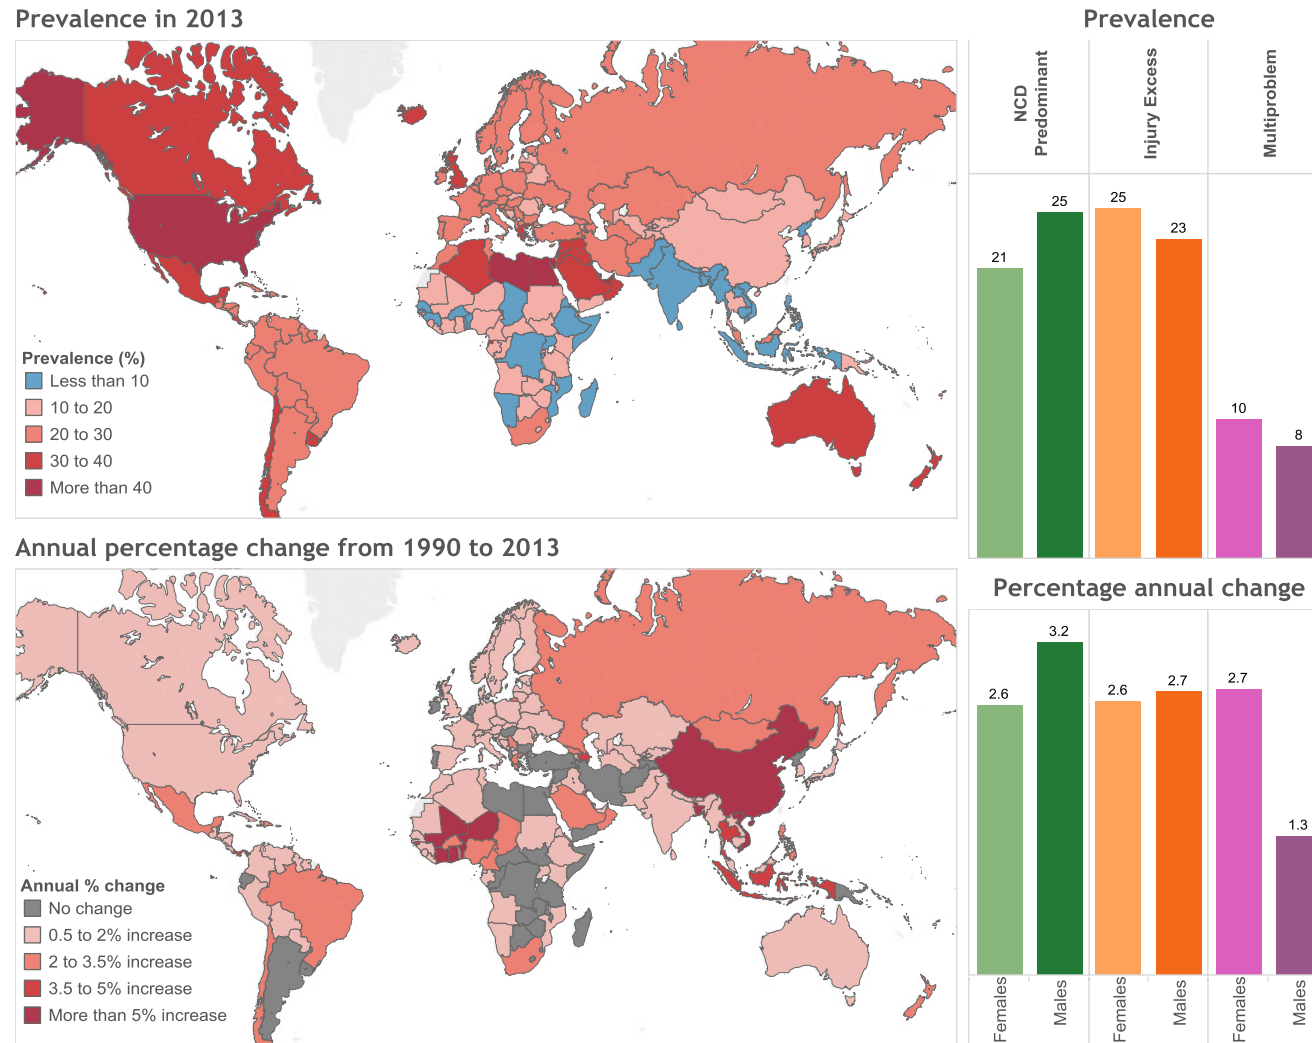 Prevalence in 2013
Prevalence (%)
Less than 10
10 to 20
20 to 30
30 to 40
More than 40
Prevalence
NCD
Predominant
Injury Excess
Multiproblem
21
25
25
23
10
8
Annual percentage change from 1990 to 2013
Annual % change
No change
0.5 to 2% increase
2 to 3.5% increase
3.5 to 5% increase
More than 5% increase
Percentage annual change
2.6
3.2
2.6
2.7
2.7
1.3
Females
Males
Females
Males
Females
Males